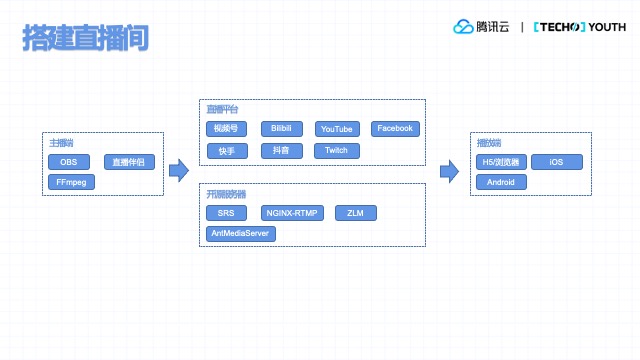 搭建直播间
腾讯云 | [TECHO] YOUTH
直播平台
视频号 Bilibili YouTube Facebook
快手 抖音 Twitch
主播端
OBS 直播伴侣
FFmpeg
播放端
H5/浏览器 iOS
Android
开源服务器
SRS NGINX-RTMP ZLM
AntMediaServer